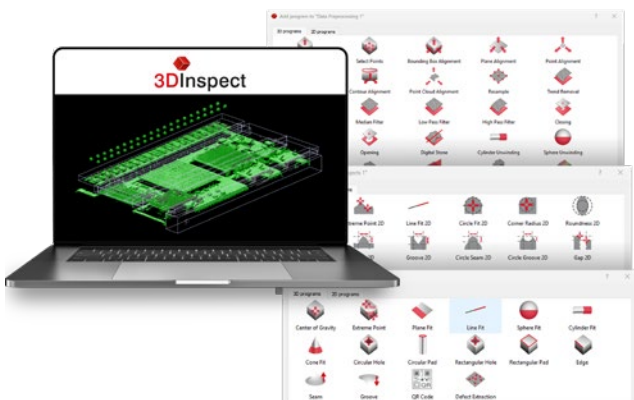 Add program to "Data Preprocessing 1"
3D programs 2D programs
Select Points Bounding Box Alignment Plane Alignment Point Alignment
Contour Alignment Point Cloud Alignment Resample Trend Removal
Median Filter Low-Pass Filter High-Pass Filter Closing
Opening Digital Stone Cylinder Unwinding Sphere Unwinding
3DInspect
Extreme Point 2D Line Fit 2D Circle Fit 2D Corner Radius 2D Roundness 2D
Groove 2D Circle Seam 2D Circle Groove 2D Gap 2D
3D programs 2D programs
Center of Gravity Extreme Point Plane Fit Line Fit Sphere Fit Cylinder Fit
Cone Fit Circular Hole Circular Pad Rectangular Hole Rectangular Pad Edge
Seam Groove QR Code Defect Extraction